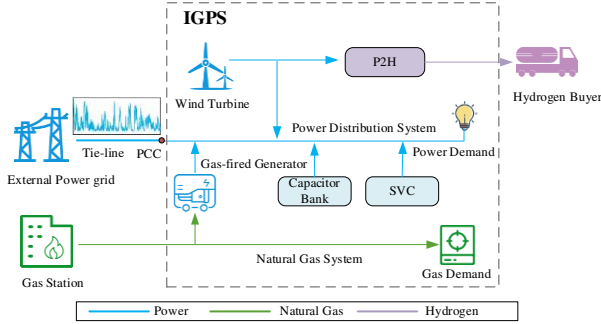 IGPS
P2H
Wind Turbine
Hydrogen Buyer
Power Distribution System
Tie-line
PCC
Power Demand
External Power grid
Gas-fired Generator
Capacitor
Bank
SVC
Natural Gas System
Gas Station
Gas Demand
Power
Natural Gas
Hydrogen